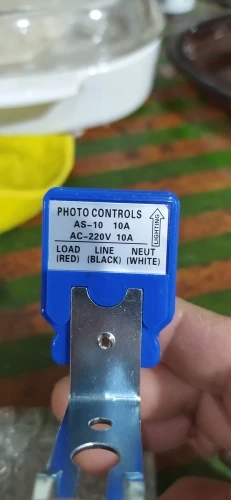 PHOTO CONTROLS
AS-10 10A
AC-220V 10A
LIGHTING
LOAD LINE NEUT
(RED) (BLACK) (WHITE)